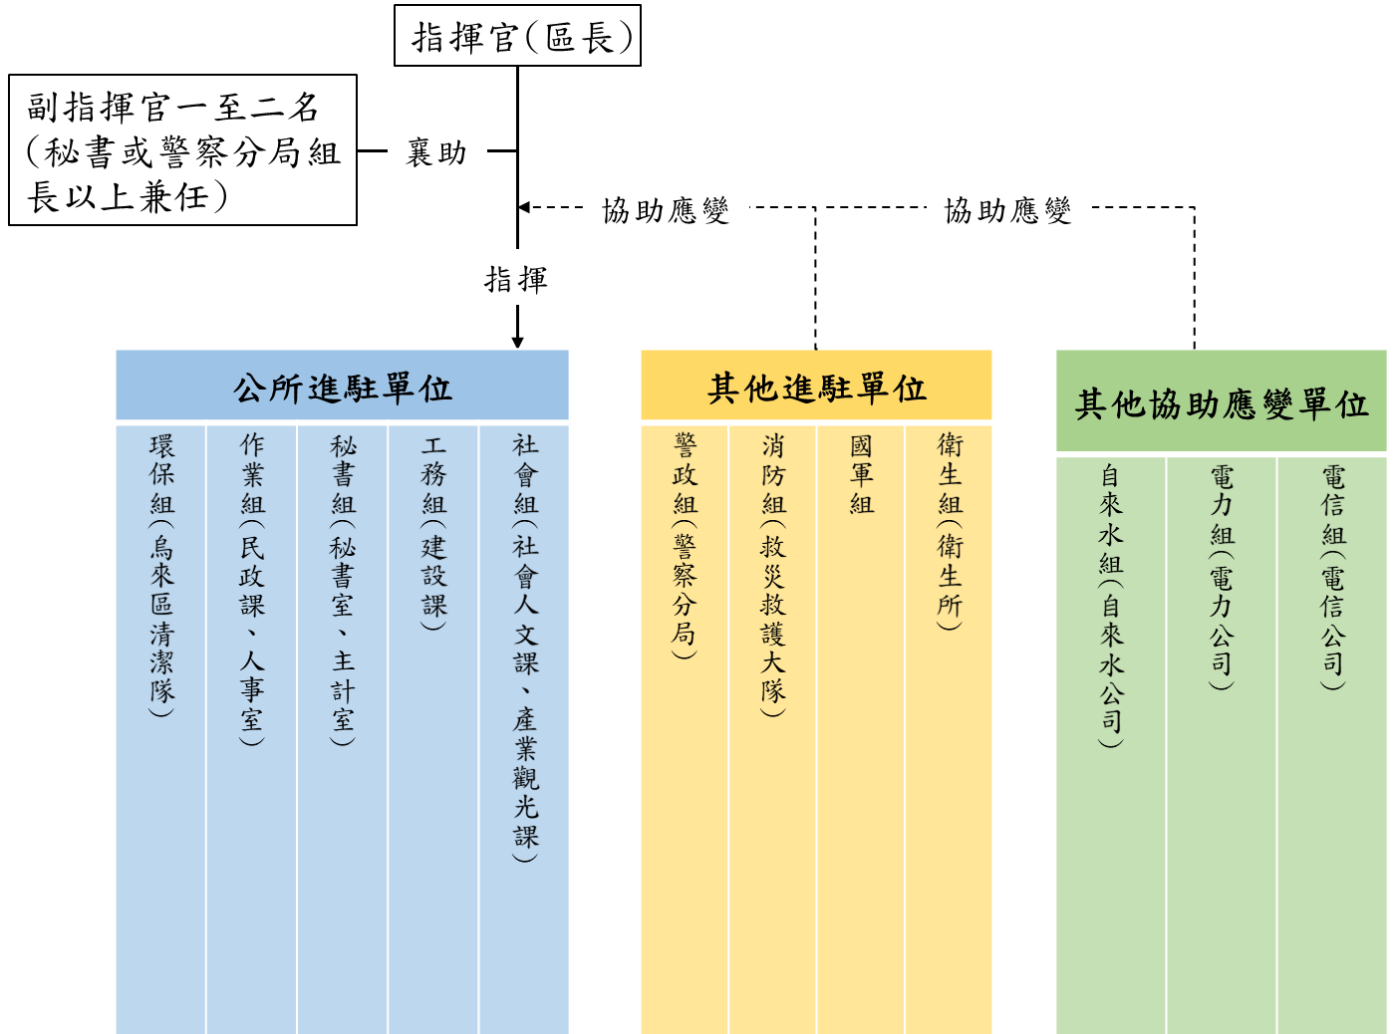 指揮官(區長)
副指揮官一至二名
(秘書或警察分局組
長以上兼任)
襄助
協助應變
協助應變
指揮
公所進駐單位
環保組(烏來區清潔隊)
作業組(民政課、人事室)
秘書組(秘書室、主計室)
工務組(建設課)
社會組(社會人文課、產業觀光課)
其他進駐單位
警政組(警察分局)
消防組(救災救護大隊)
國軍組
衛生組(衛生所)
其他協助應變單位
自來水組(自來水公司)
電力組(電力公司)
電信組(電信公司)